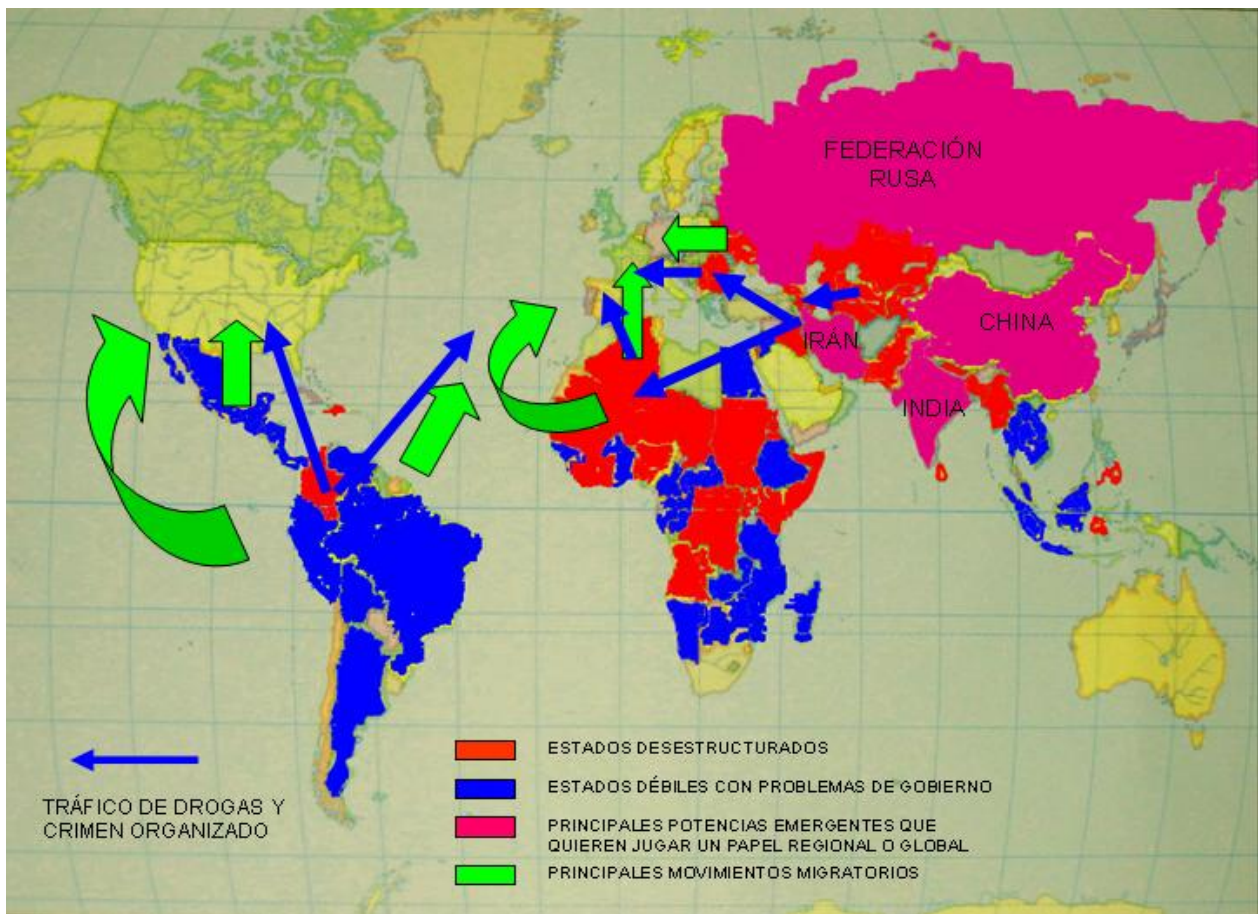 FEDERACIÓN
RUSA
CHINA
IRÁN
INDIA
TRÁFICO DE DROGAS Y
CRIMEN ORGANIZADO
ESTADOS DESESTRUCTURADOS
ESTADOS DÉBILES CON PROBLEMAS DE GOBIERNO
PRINCIPALES POTENCIAS EMERGENTES QUE
QUIEREN JUGAR UN PAPEL REGIONAL O GLOBAL
PRINCIPALES MOVIMIENTOS MIGRATORIOS